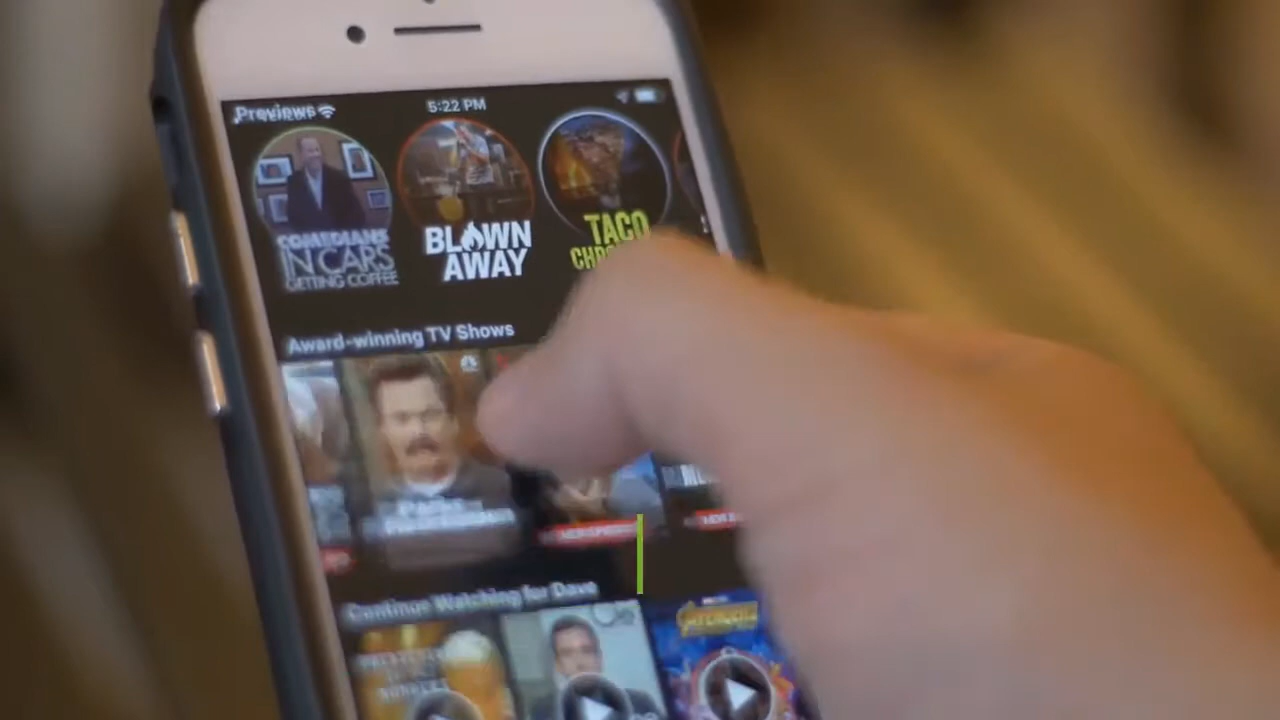 Previews
5:22 PM
COMEDIANS
IN CARS
GETTING COFFEE
BLOWN
AWAY
TACO
Award-winning TV Shows
Parks
Continue Watching for Dave